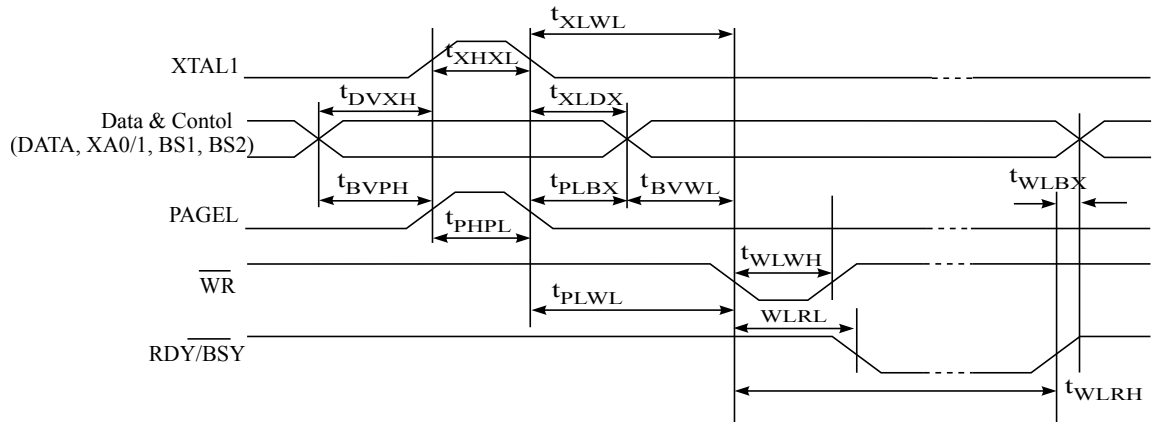 tXLWL
XTAL1
tXHXL
tDVXH
tXLDX
Data & Contol
(DATA, XA0/1, BS1, BS2)
tBVPH
tPLBX
tBVWL
tWLBX
PAGEL
tPHPL
tWLWH
WR
tPLWL
WLRL
RDY/BSY
tWLRH